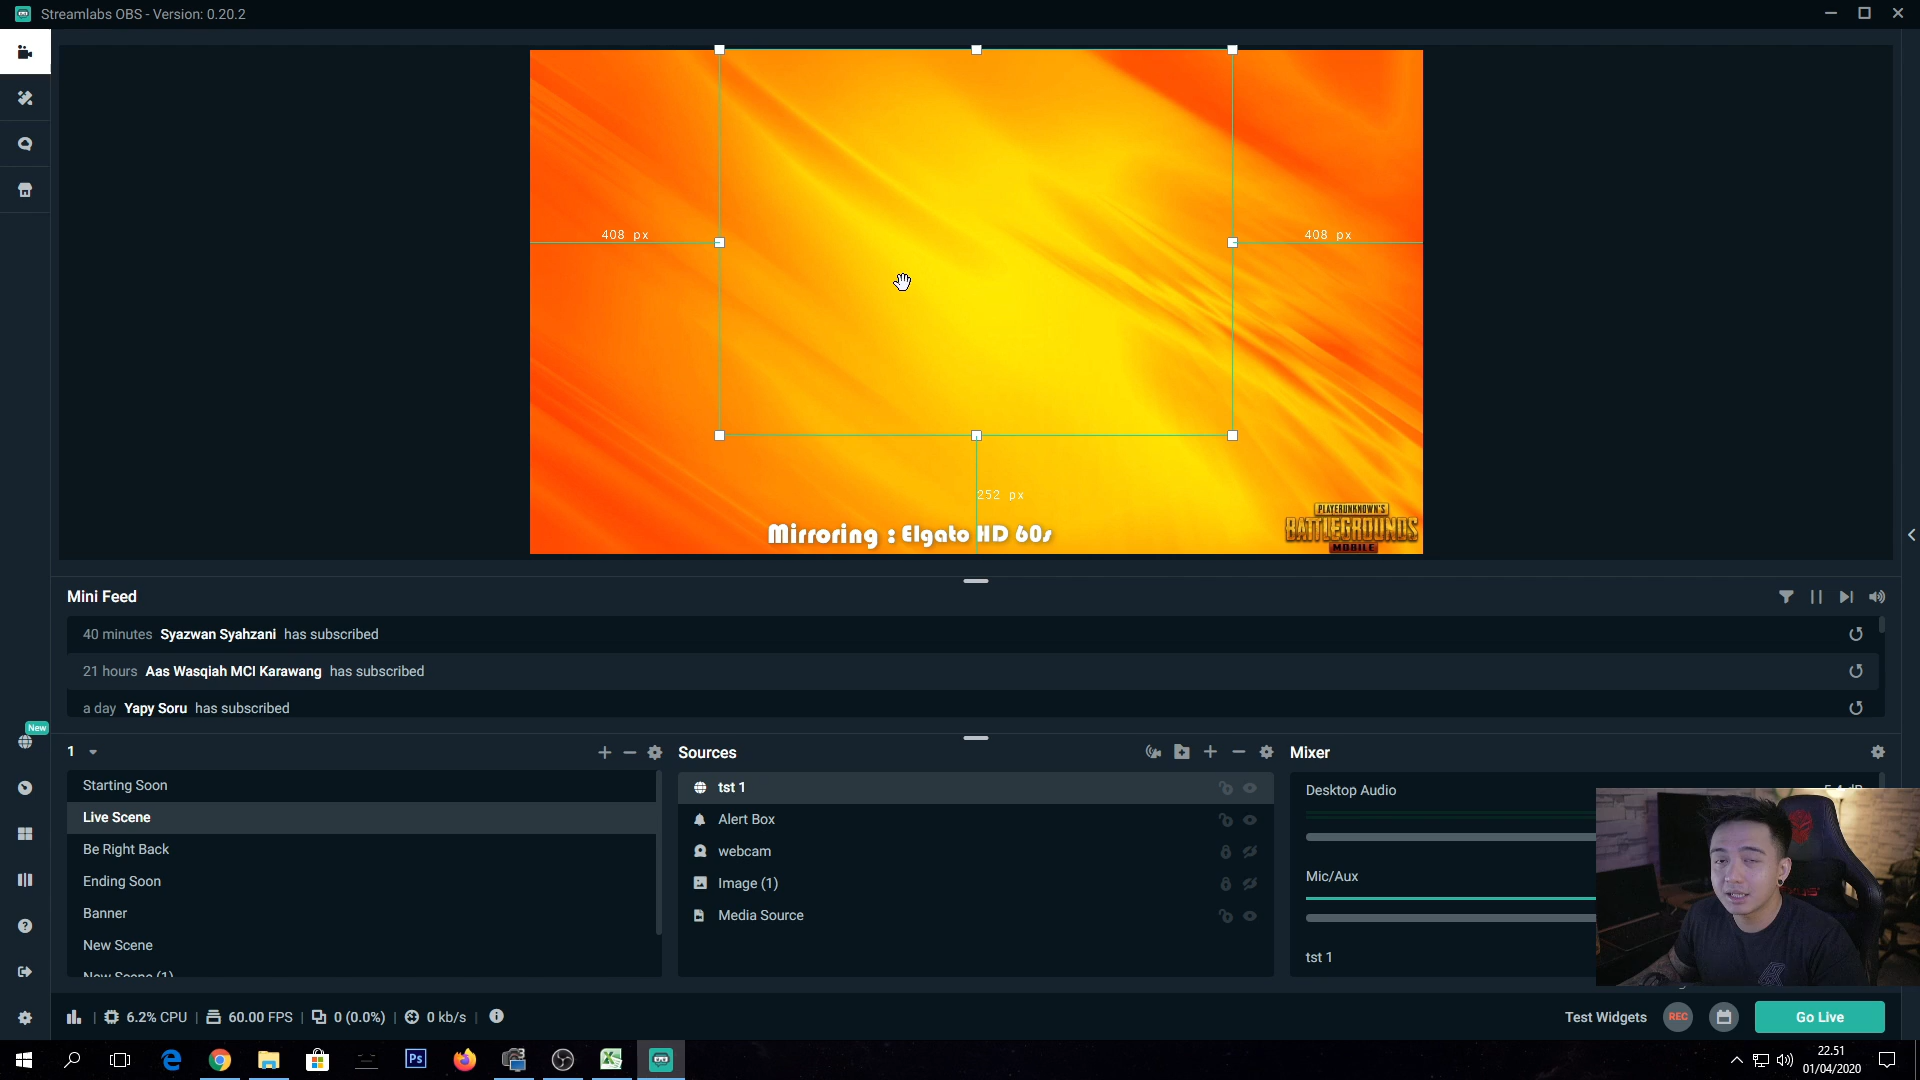 Streamlabs OBS - Version: 0.20.2
408 px
408 px
252 px
Mirroring : Elgato HD 60s
PLAYERUNKNOWN'S
BATTLEGROUNDS
MOBILE
Mini Feed
40 minutes Syazwan Syahzani has subscribed
21 hours Aas Wasqiah MCI Karawang has subscribed
a day Yapy Soru has subscribed
New
1
Starting Soon
Live Scene
Be Right Back
Ending Soon
Banner
New Scene
New Scene (1)
Sources
tst 1
Alert Box
webcam
Image (1)
Media Source
Mixer
Desktop Audio
Mic/Aux
tst 1
6.2% CPU
60.00 FPS
0 (0.0%)
0 kb/s
Test Widgets
REC
Go Live
Ps
22.51
01/04/2020